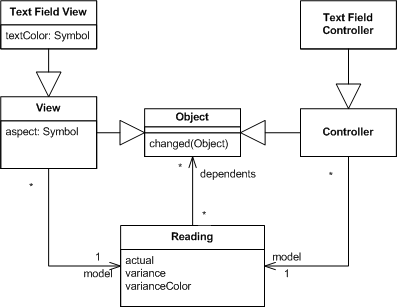 Text Field View
textColor: Symbol
Text Field
Controller
View
aspect: Symbol
Object
changed(Object)
Controller
*
*
*
dependents
*
1
model
Reading
actual
variance
varianceColor
model
1